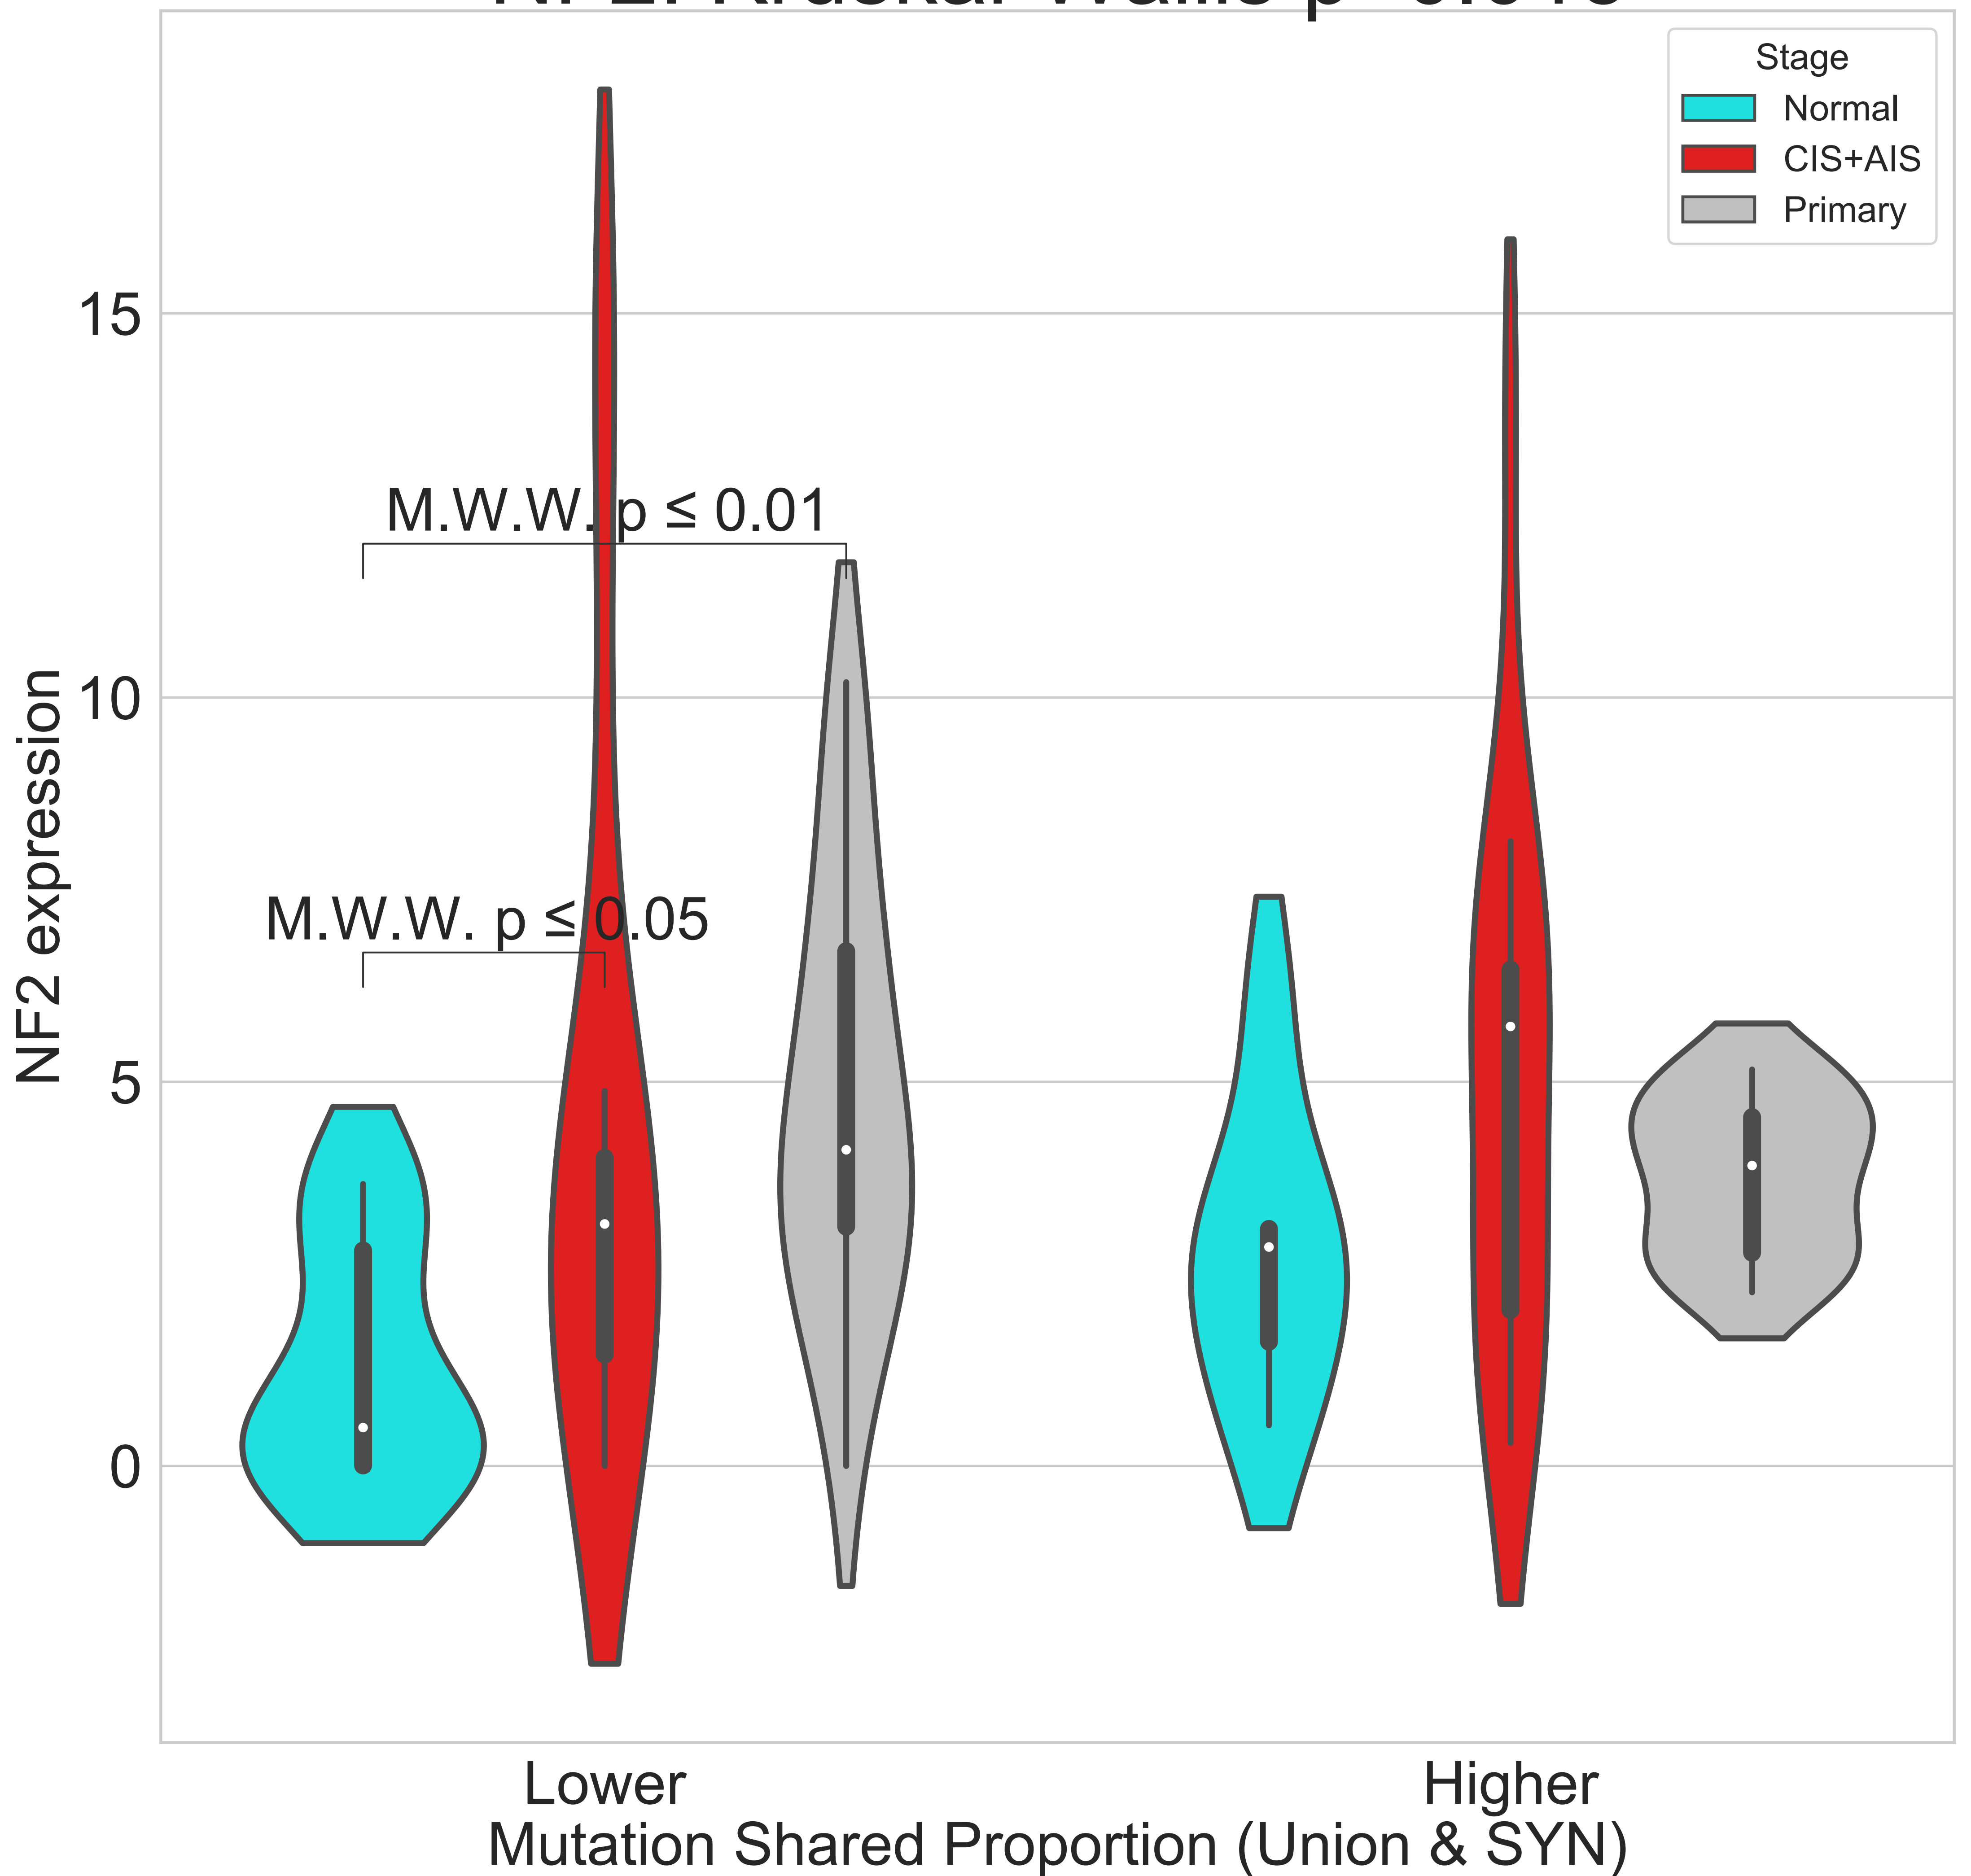 Stage
Normal
CIS+AIS
Primary
15
10
5
0
NF2 expression
M.W.W. p ≤ 0.01
M.W.W. p ≤ 0.05
Lower
Higher
Mutation Shared Proportion (Union & SYN)